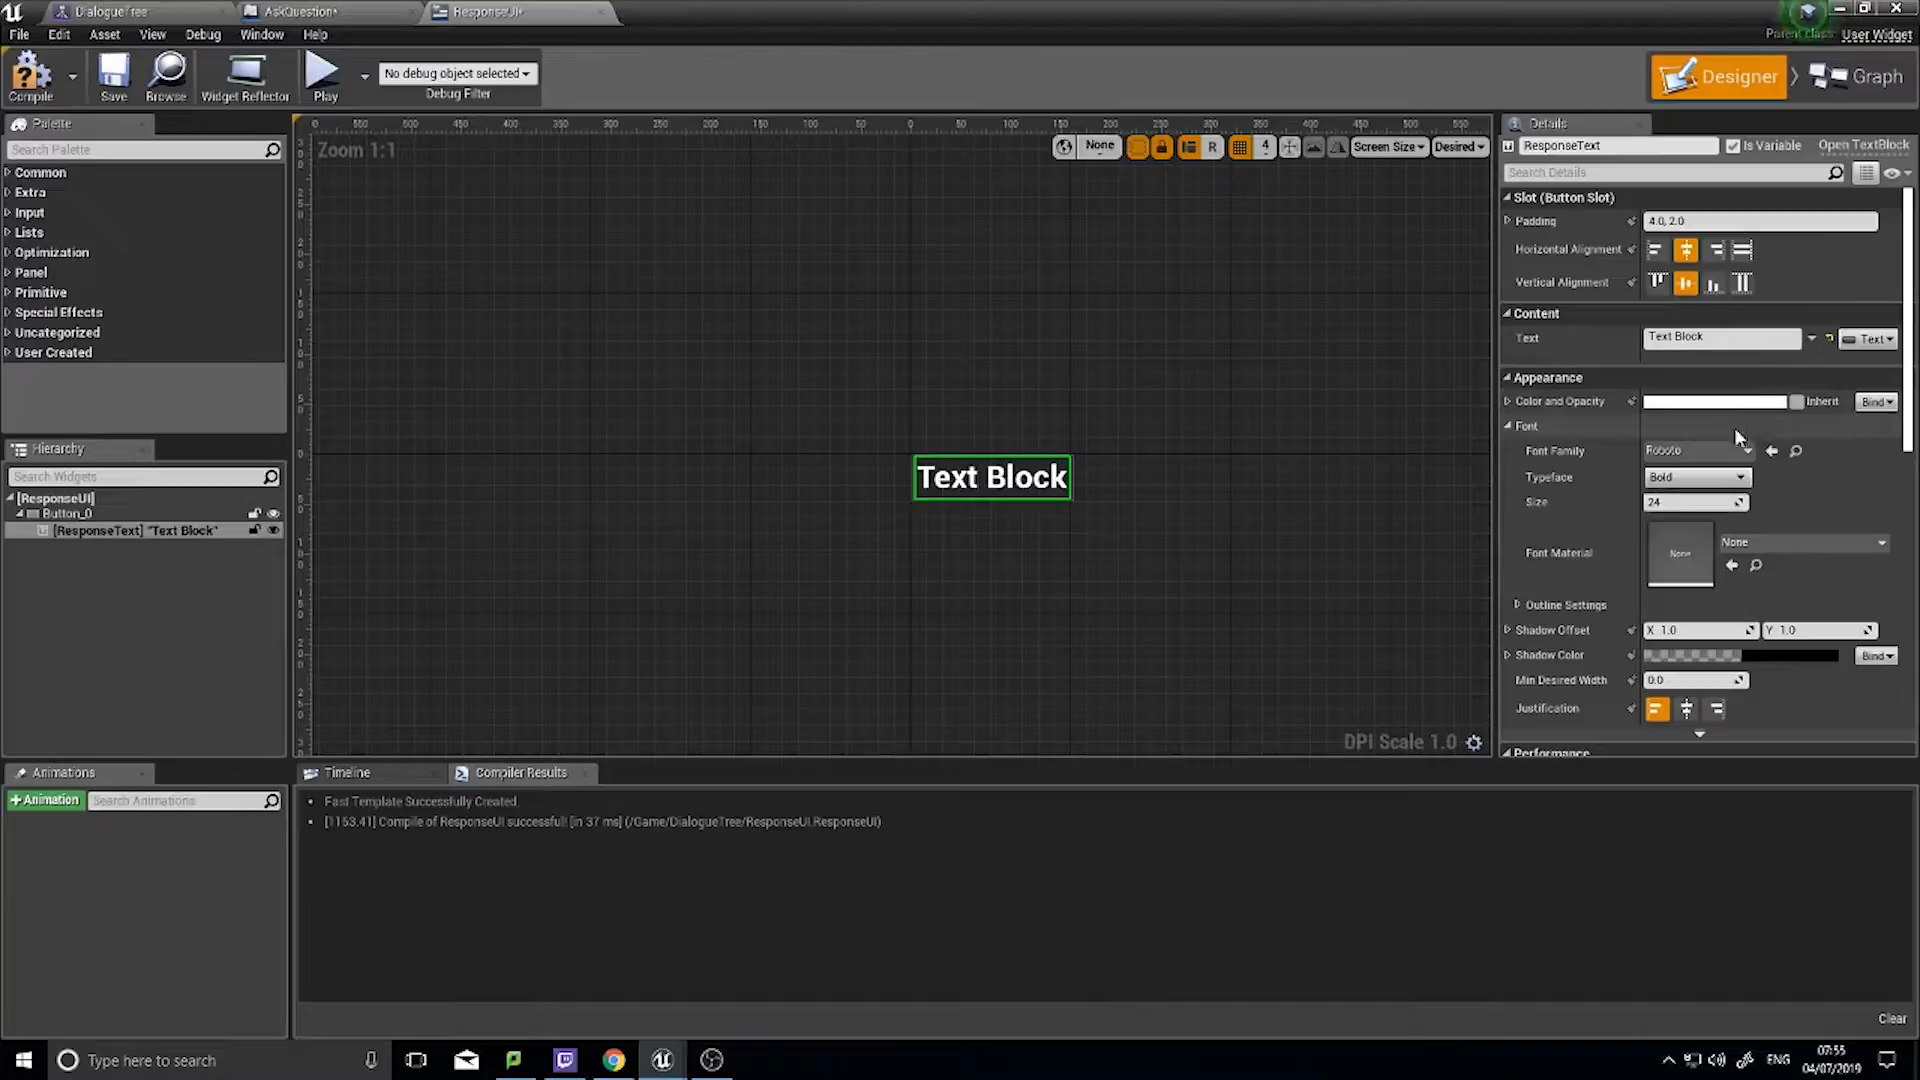 DialogueTree
AskQuestion*
ResponseUI*
File Edit Asset View Debug Window Help
Parent class: User Widget
Compile
Save
Browse
Widget Reflector
Play
No debug object selected
Debug Filter
Designer
Graph
Palette
Search Palette
Common
Extra
Input
Lists
Optimization
Panel
Primitive
Special Effects
Uncategorized
User Created
Hierarchy
Search Widgets
[ResponseUI]
Button_0
[ResponseText] "Text Block"
Animations
+Animation
Search Animations
Zoom 1:1
None
R
4
Screen Size
Desired
Text Block
DPI Scale 1.0
Timeline
Compiler Results
Fast Template Successfully Created
[1153.41] Compile of ResponseUI successful! [in 37 ms] (/Game/DialogueTree/ResponseUI.ResponseUI)
Clear
Details
ResponseText
Is Variable
Open TextBlock
Search Details
Slot (Button Slot)
Padding 4.0, 2.0
Horizontal Alignment
Vertical Alignment
Content
Text Text Block Text
Appearance
Color and Opacity Inherit Bind
Font
Font Family Roboto
Typeface Bold
Size 24
Font Material None None
Outline Settings
Shadow Offset X 1.0 Y 1.0
Shadow Color Bind
Min Desired Width 0.0
Justification
Performance
Type here to search
ENG
07:55
04/07/2019